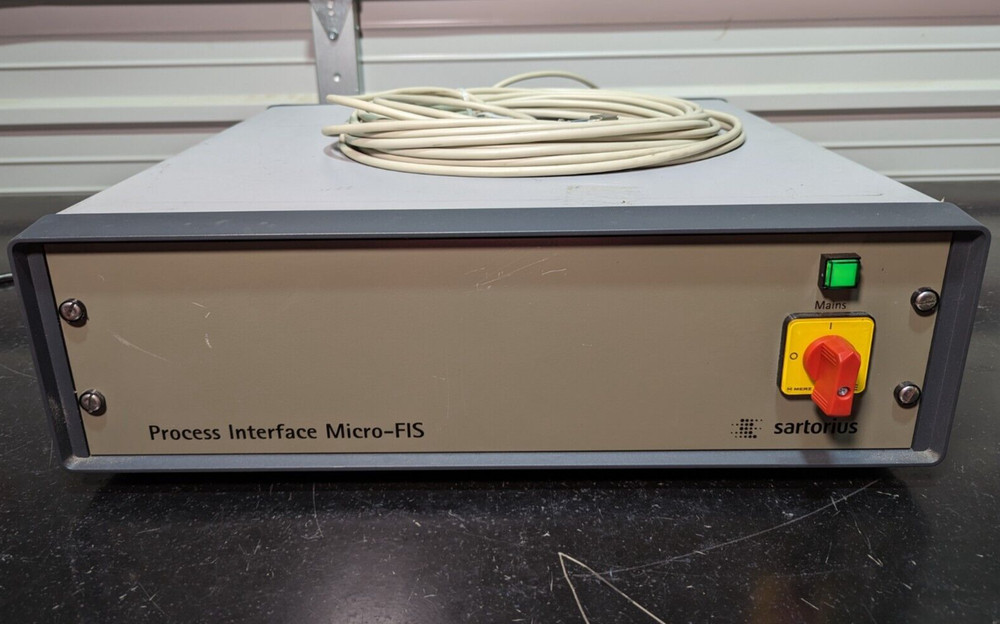 Mains
I
O
Process Interface Micro-FIS
sartorius